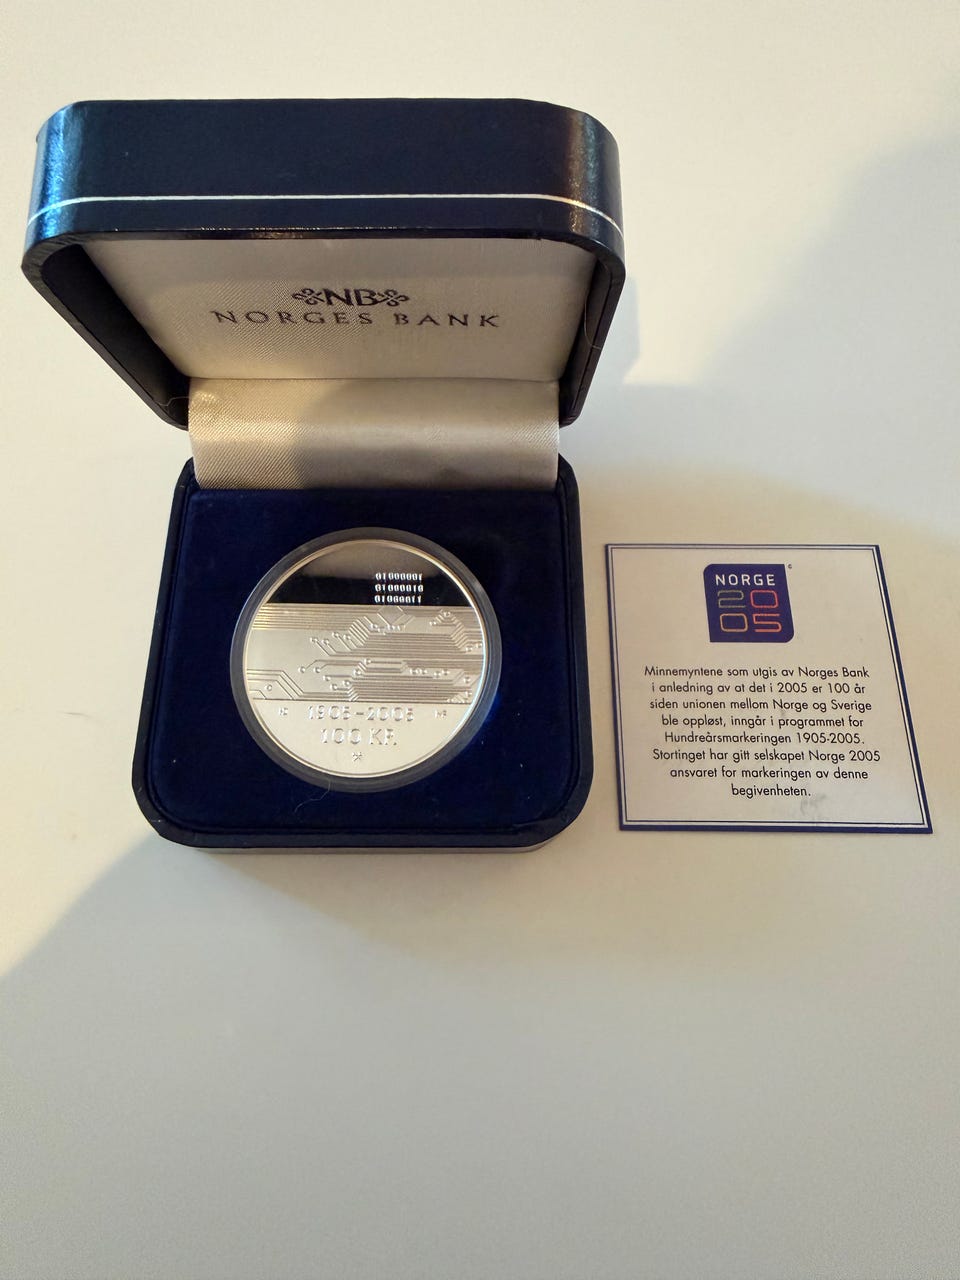 NB
NORGES BANK
01000001
01000010
01000011
1905-2005
100 KR
NORGE
20
05
Minnemyntene som utgis av Norges Bank
i anledning av at det i 2005 er 100 år
siden unionen mellom Norge og Sverige
ble oppløst, inngår i programmet for
Hundreårsmarkeringen 1905-2005.
Stortinget har gitt selskapet Norge 2005
ansvaret for markeringen av denne
begivenheten.